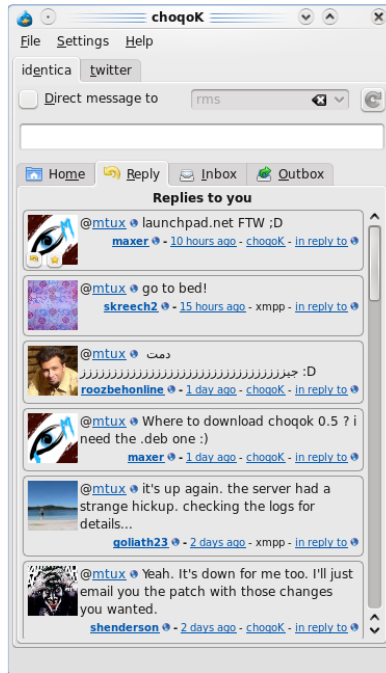 choqoK
File Settings Help
identica twitter
Direct message to rms
Home Reply Inbox Outbox
Replies to you
@mtux launchpad.net FTW ;D
maxer - 10 hours ago - choqoK - in reply to
@mtux go to bed!
skreech2 - 15 hours ago - xmpp - in reply to
@mtux دمت
:D
roozbehonline - 1 day ago - choqoK - in reply to
@mtux Where to download choqok 0.5 ? i
need the .deb one :)
maxer - 1 day ago - choqoK - in reply to
@mtux it's up again. the server had a
strange hickup. checking the logs for
details...
goliath23 - 2 days ago - xmpp - in reply to
@mtux Yeah. It's down for me too. I'll just
email you the patch with those changes
you wanted.
shenderson - 2 days ago - choqoK - in reply to